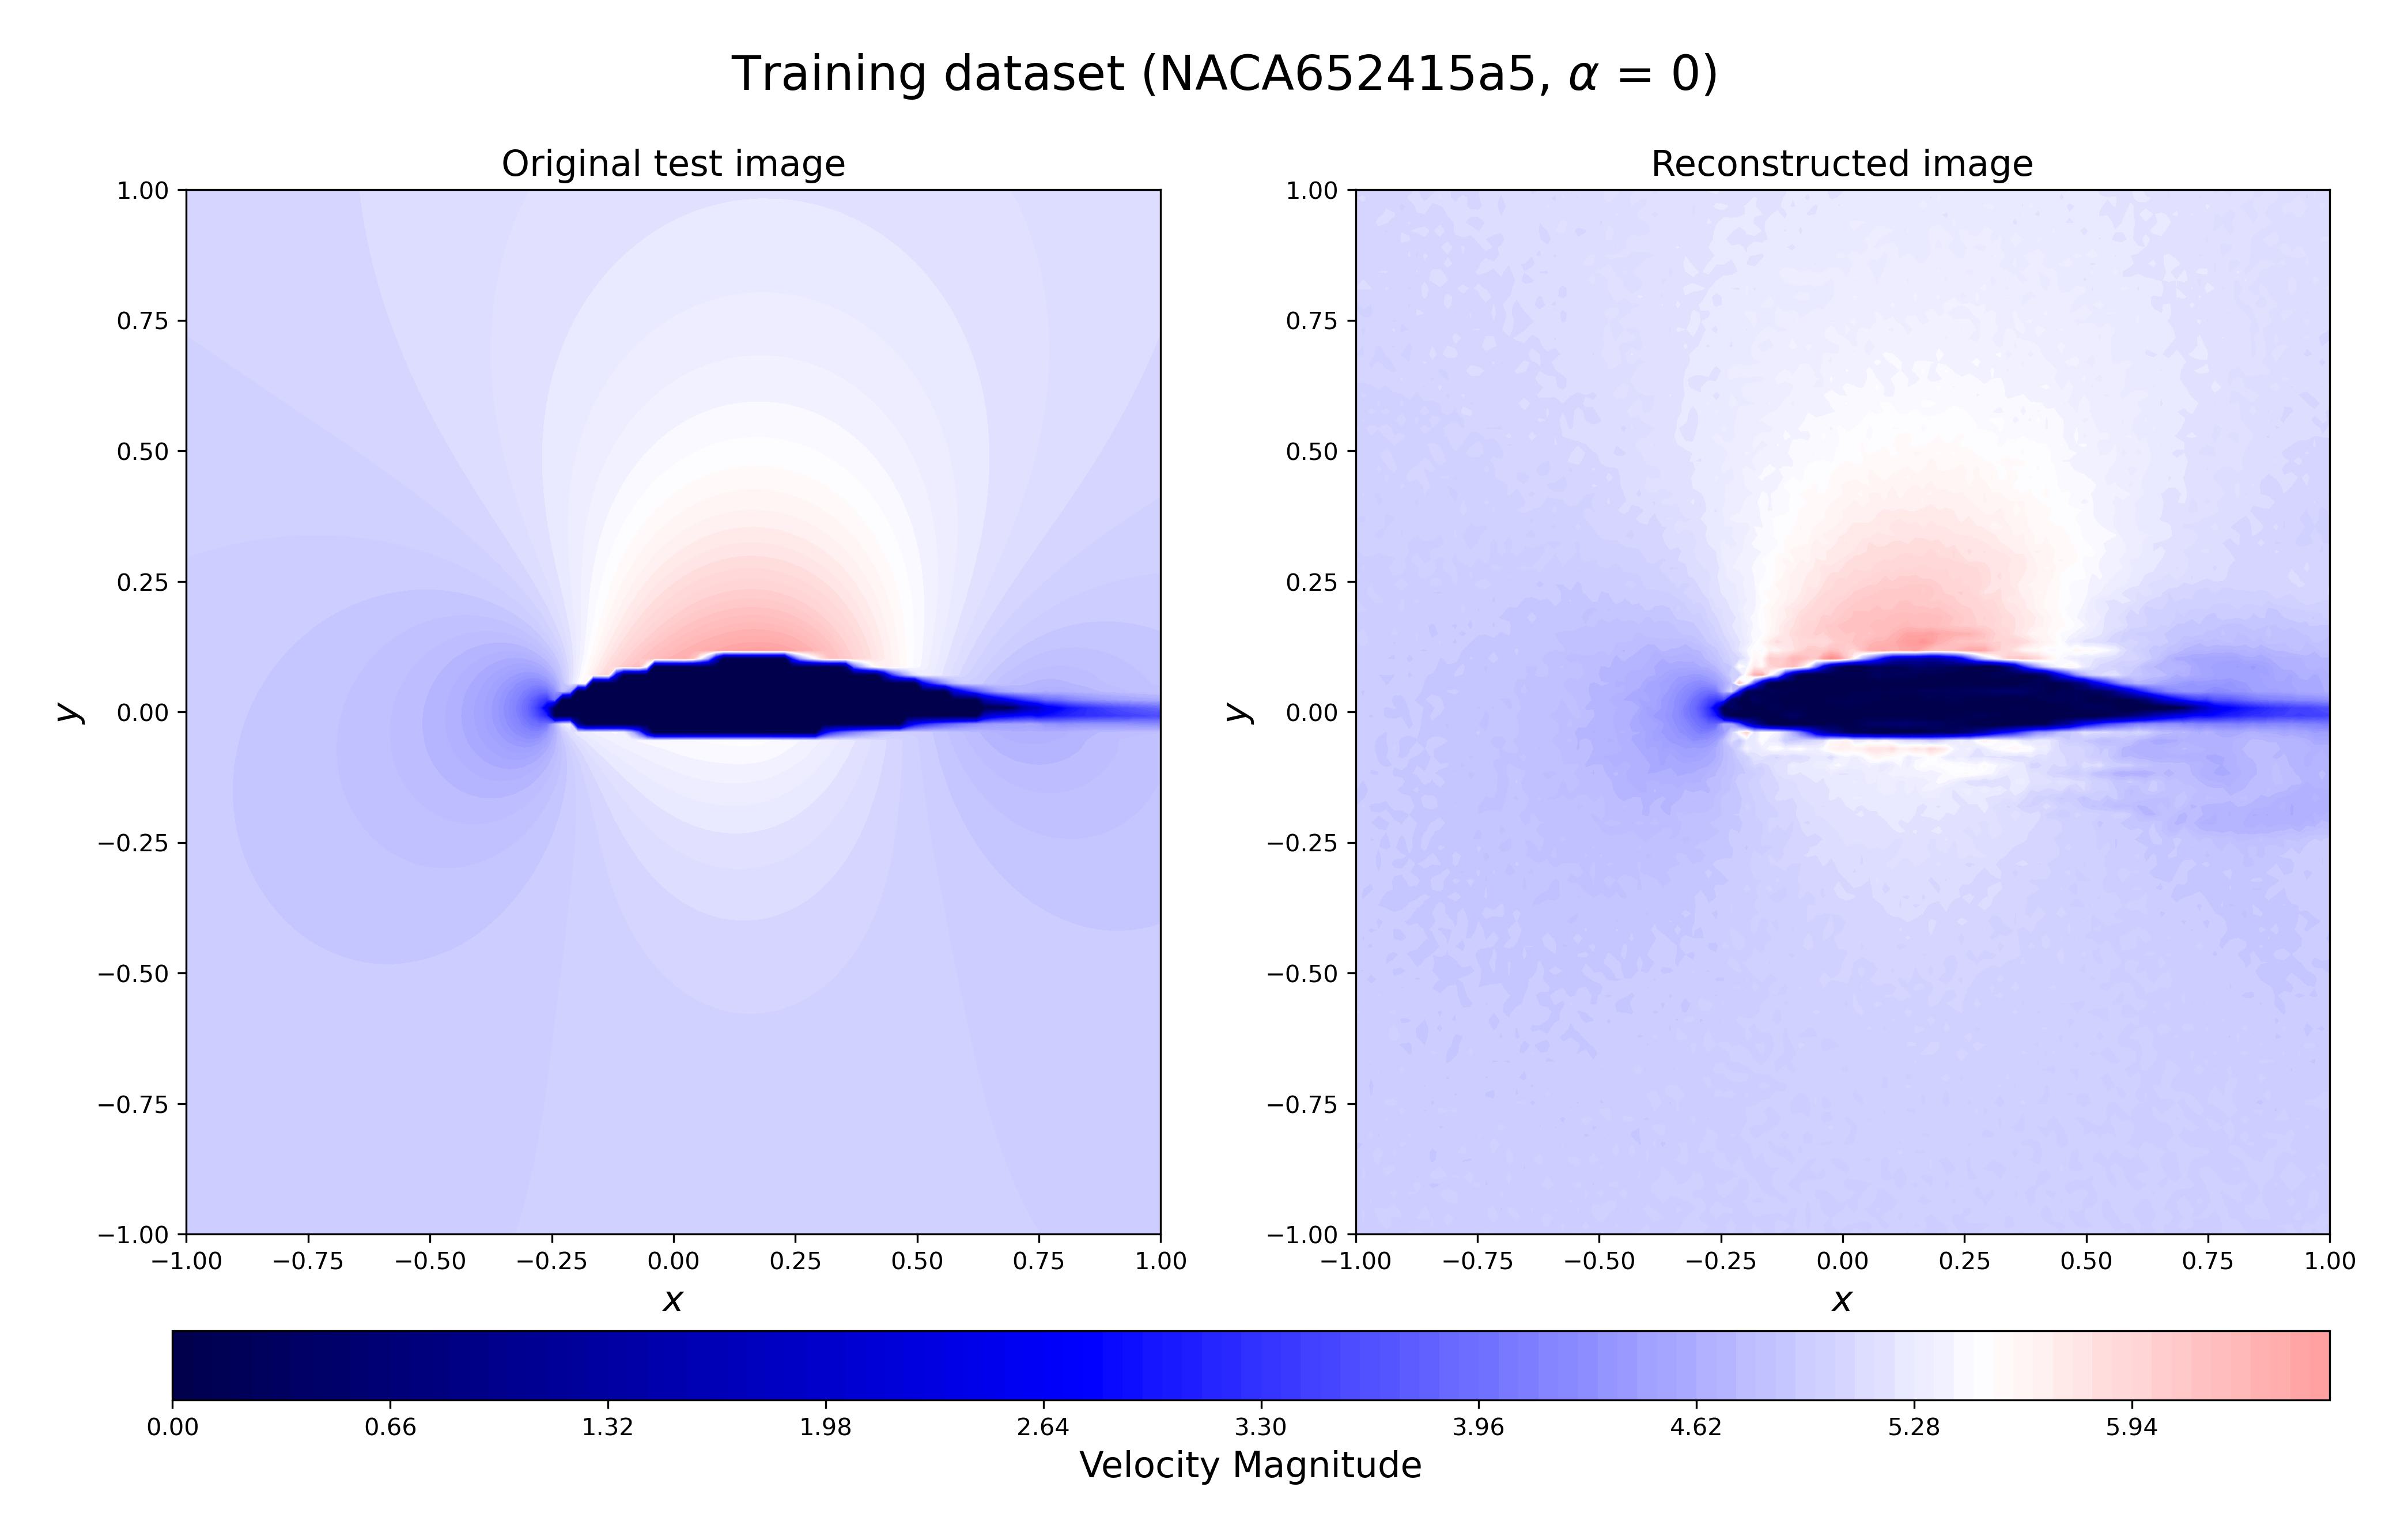 Training dataset (NACA652415a5, α = 0)
Original test image
1.00
0.75
0.50
0.25
0.00
−0.25
−0.50
−0.75
−1.00
y
−1.00 −0.75 −0.50 −0.25 0.00 0.25 0.50 0.75 1.00
x
Reconstructed image
1.00
0.75
0.50
0.25
0.00
−0.25
−0.50
−0.75
−1.00
y
−1.00 −0.75 −0.50 −0.25 0.00 0.25 0.50 0.75 1.00
x
0.00 0.66 1.32 1.98 2.64 3.30 3.96 4.62 5.28 5.94
Velocity Magnitude